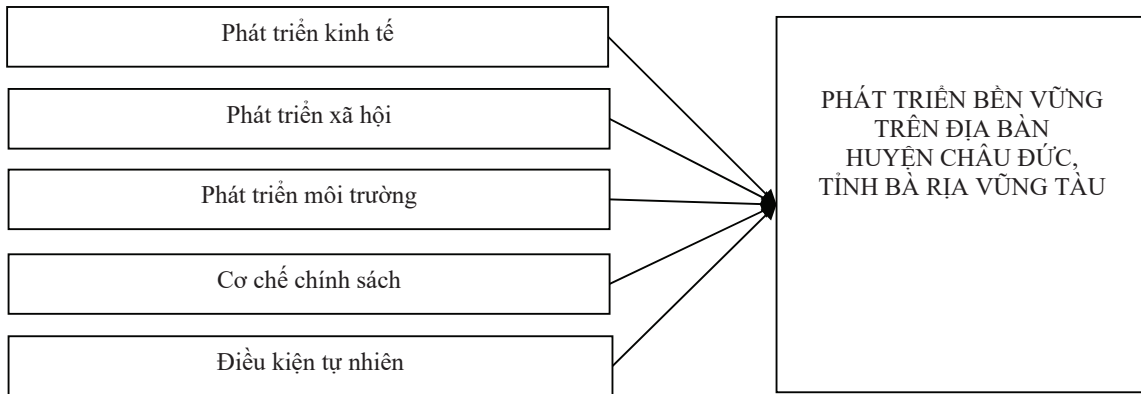 Phát triển kinh tế
Phát triển xã hội
Phát triển môi trường
Cơ chế chính sách
Điều kiện tự nhiên
PHÁT TRIỂN BỀN VỮNG
TRÊN ĐỊA BÀN
HUYỆN CHÂU ĐỨC,
TỈNH BÀ RỊA VŨNG TÀU